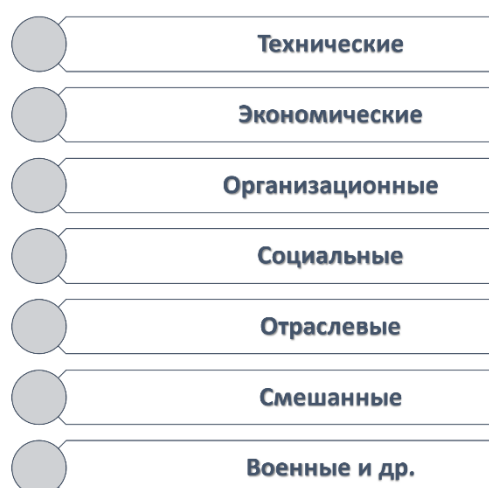 Технические
Экономические
Организационные
Социальные
Отраслевые
Смешанные
Военные и др.